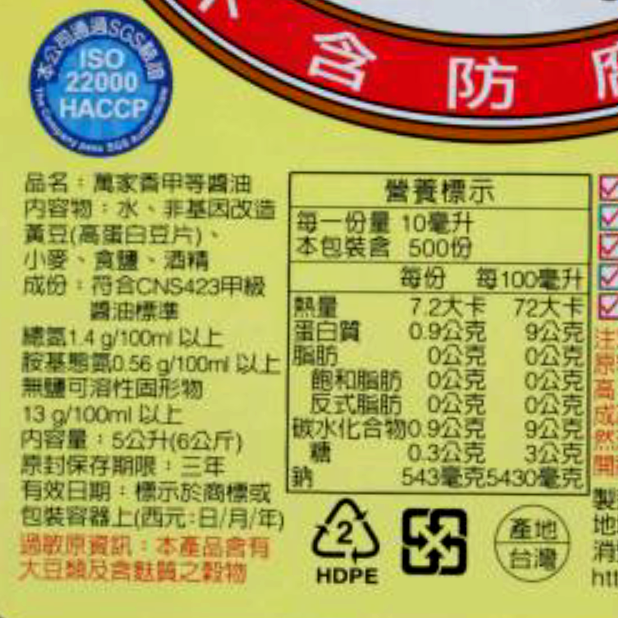 含防
本公司通過SGS驗證
ISO
22000
HACCP
品名：萬家香甲等醬油
內容物：水、非基因改造
黃豆(高蛋白豆片)、
小麥、食鹽、酒精
成份：符合CNS423甲級
醬油標準
總氮1.4 g/100ml 以上
胺基態氮0.56 g/100ml 以上
無鹽可溶性固形物
13 g/100ml 以上
內容量：5公升(6公斤)
原封保存期限：三年
有效日期：標示於商標或
包裝容器上(西元:日/月/年)
過敏原資訊：本產品含有
大豆類及含麩質之穀物
營養標示
每一份量 10毫升
本包裝含 500份
每份 每100毫升
熱量 7.2大卡 72大卡
蛋白質 0.9公克 9公克
脂肪 0公克 0公克
飽和脂肪 0公克 0公克
反式脂肪 0公克 0公克
碳水化合物0.9公克 9公克
糖 0.3公克 3公克
鈉 543毫克5430毫克
2
HDPE
產地
台灣
製
地
消
htt